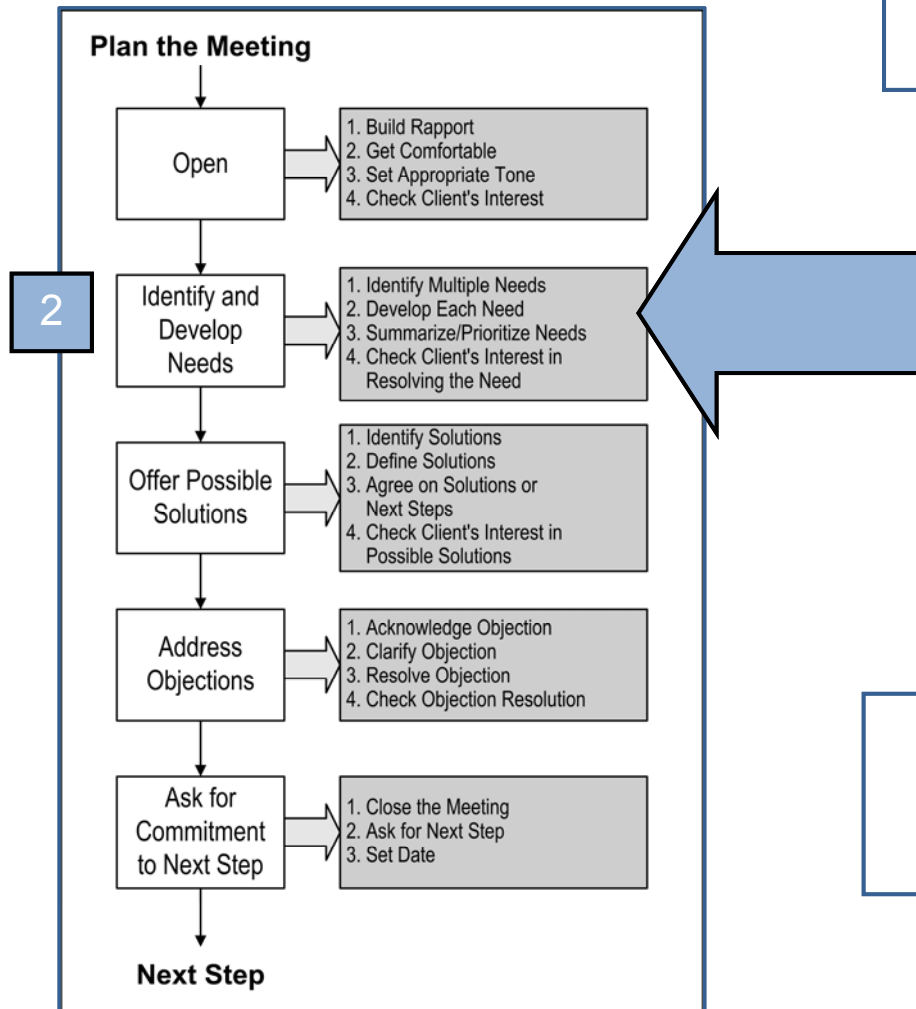 Plan the Meeting
Open
1. Build Rapport
2. Get Comfortable
3. Set Appropriate Tone
4. Check Client's Interest
2
Identify and
Develop
Needs
1. Identify Multiple Needs
2. Develop Each Need
3. Summarize/Prioritize Needs
4. Check Client's Interest in
Resolving the Need
Offer Possible
Solutions
1. Identify Solutions
2. Define Solutions
3. Agree on Solutions or
Next Steps
4. Check Client's Interest in
Possible Solutions
Address
Objections
1. Acknowledge Objection
2. Clarify Objection
3. Resolve Objection
4. Check Objection Resolution
Ask for
Commitment
to Next Step
1. Close the Meeting
2. Ask for Next Step
3. Set Date
Next Step